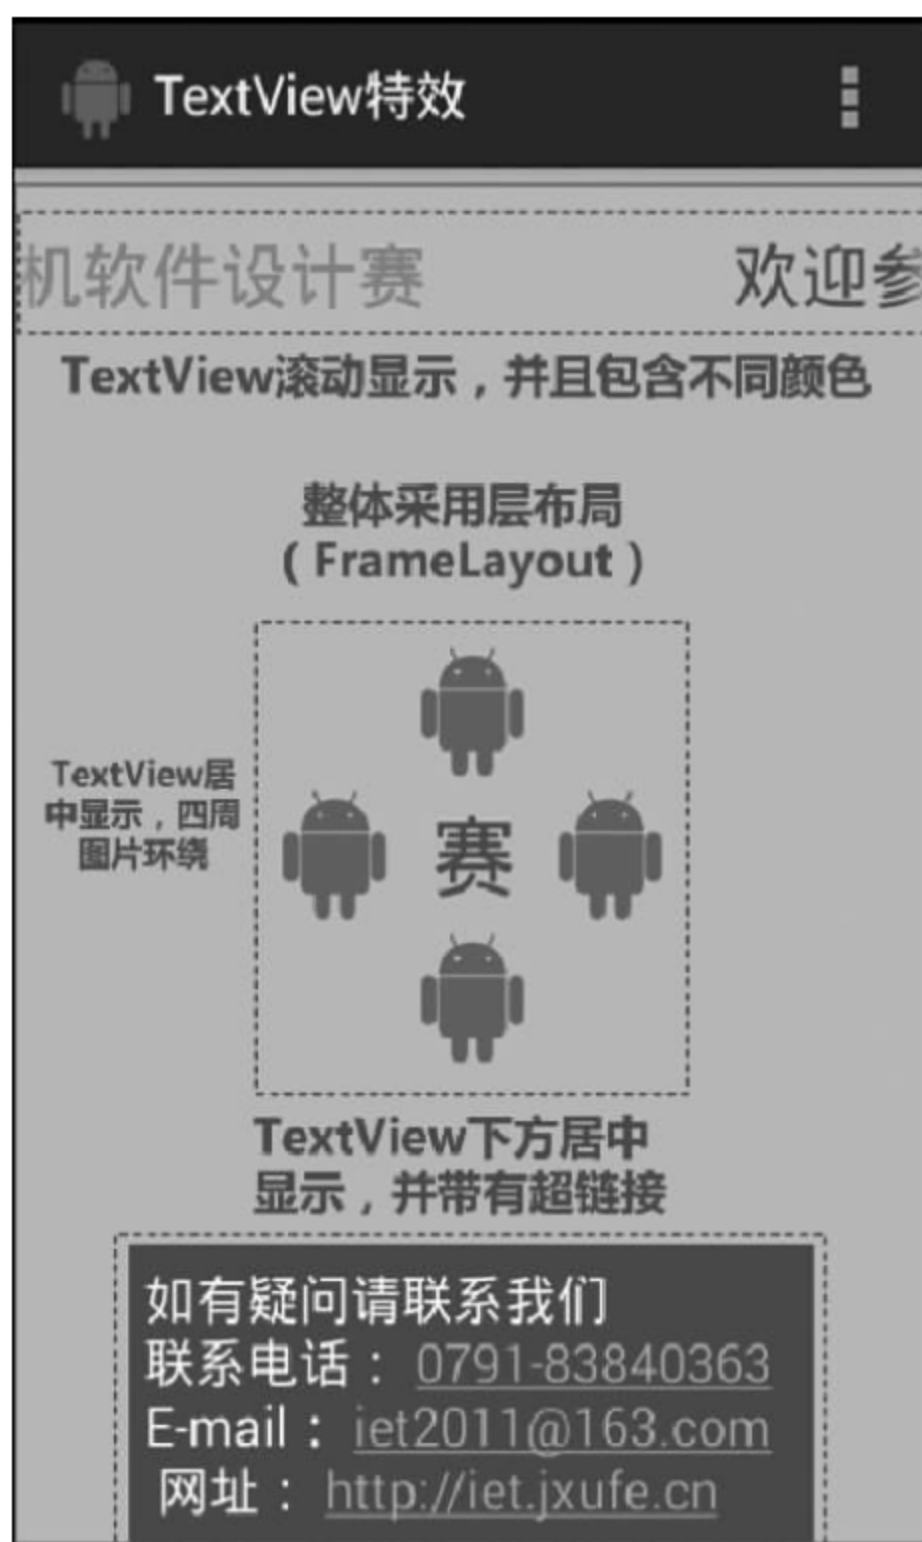 TextView特效
机软件设计赛 欢迎参
TextView滚动显示，并且包含不同颜色
整体采用层布局
（FrameLayout）
TextView居
中显示，四周
图片环绕
赛
TextView下方居中
显示，并带有超链接
如有疑问请联系我们
联系电话：0791-83840363
E-mail：iet2011@163.com
网址：http://iet.jxufe.cn